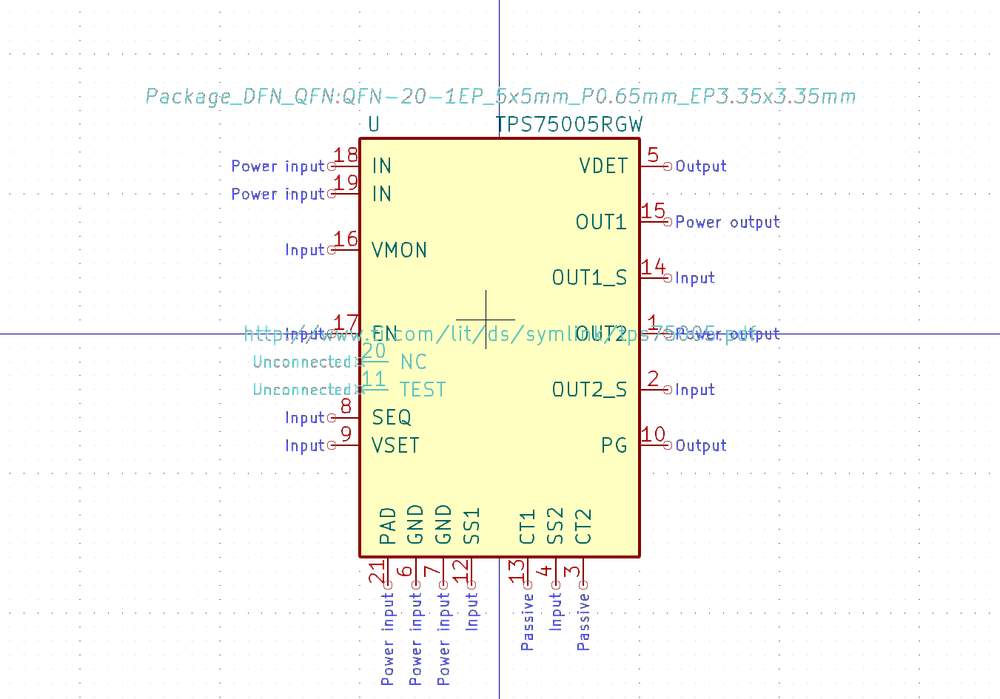 Package_DFN_QFN:QFN-20-1EP_5x5mm_P0.65mm_EP3.35x3.35mm
U TPS75005RGW
Power input 18 IN VDET 5 Output
Power input 19 IN
OUT1 15 Power output
Input 16 VMON
OUT1_S 14 Input
Input 17 EN OUT2 1 Power output
http://www.ti.com/lit/ds/symlink/tps75005.pdf
Unconnected 20 NC
Unconnected 11 TEST OUT2_S 2 Input
Input 8 SEQ
Input 9 VSET PG 10 Output
PAD GND GND SS1 CT1 SS2 CT2
21 6 7 12 13 4 3
Power input Power input Power input Input Passive Input Passive